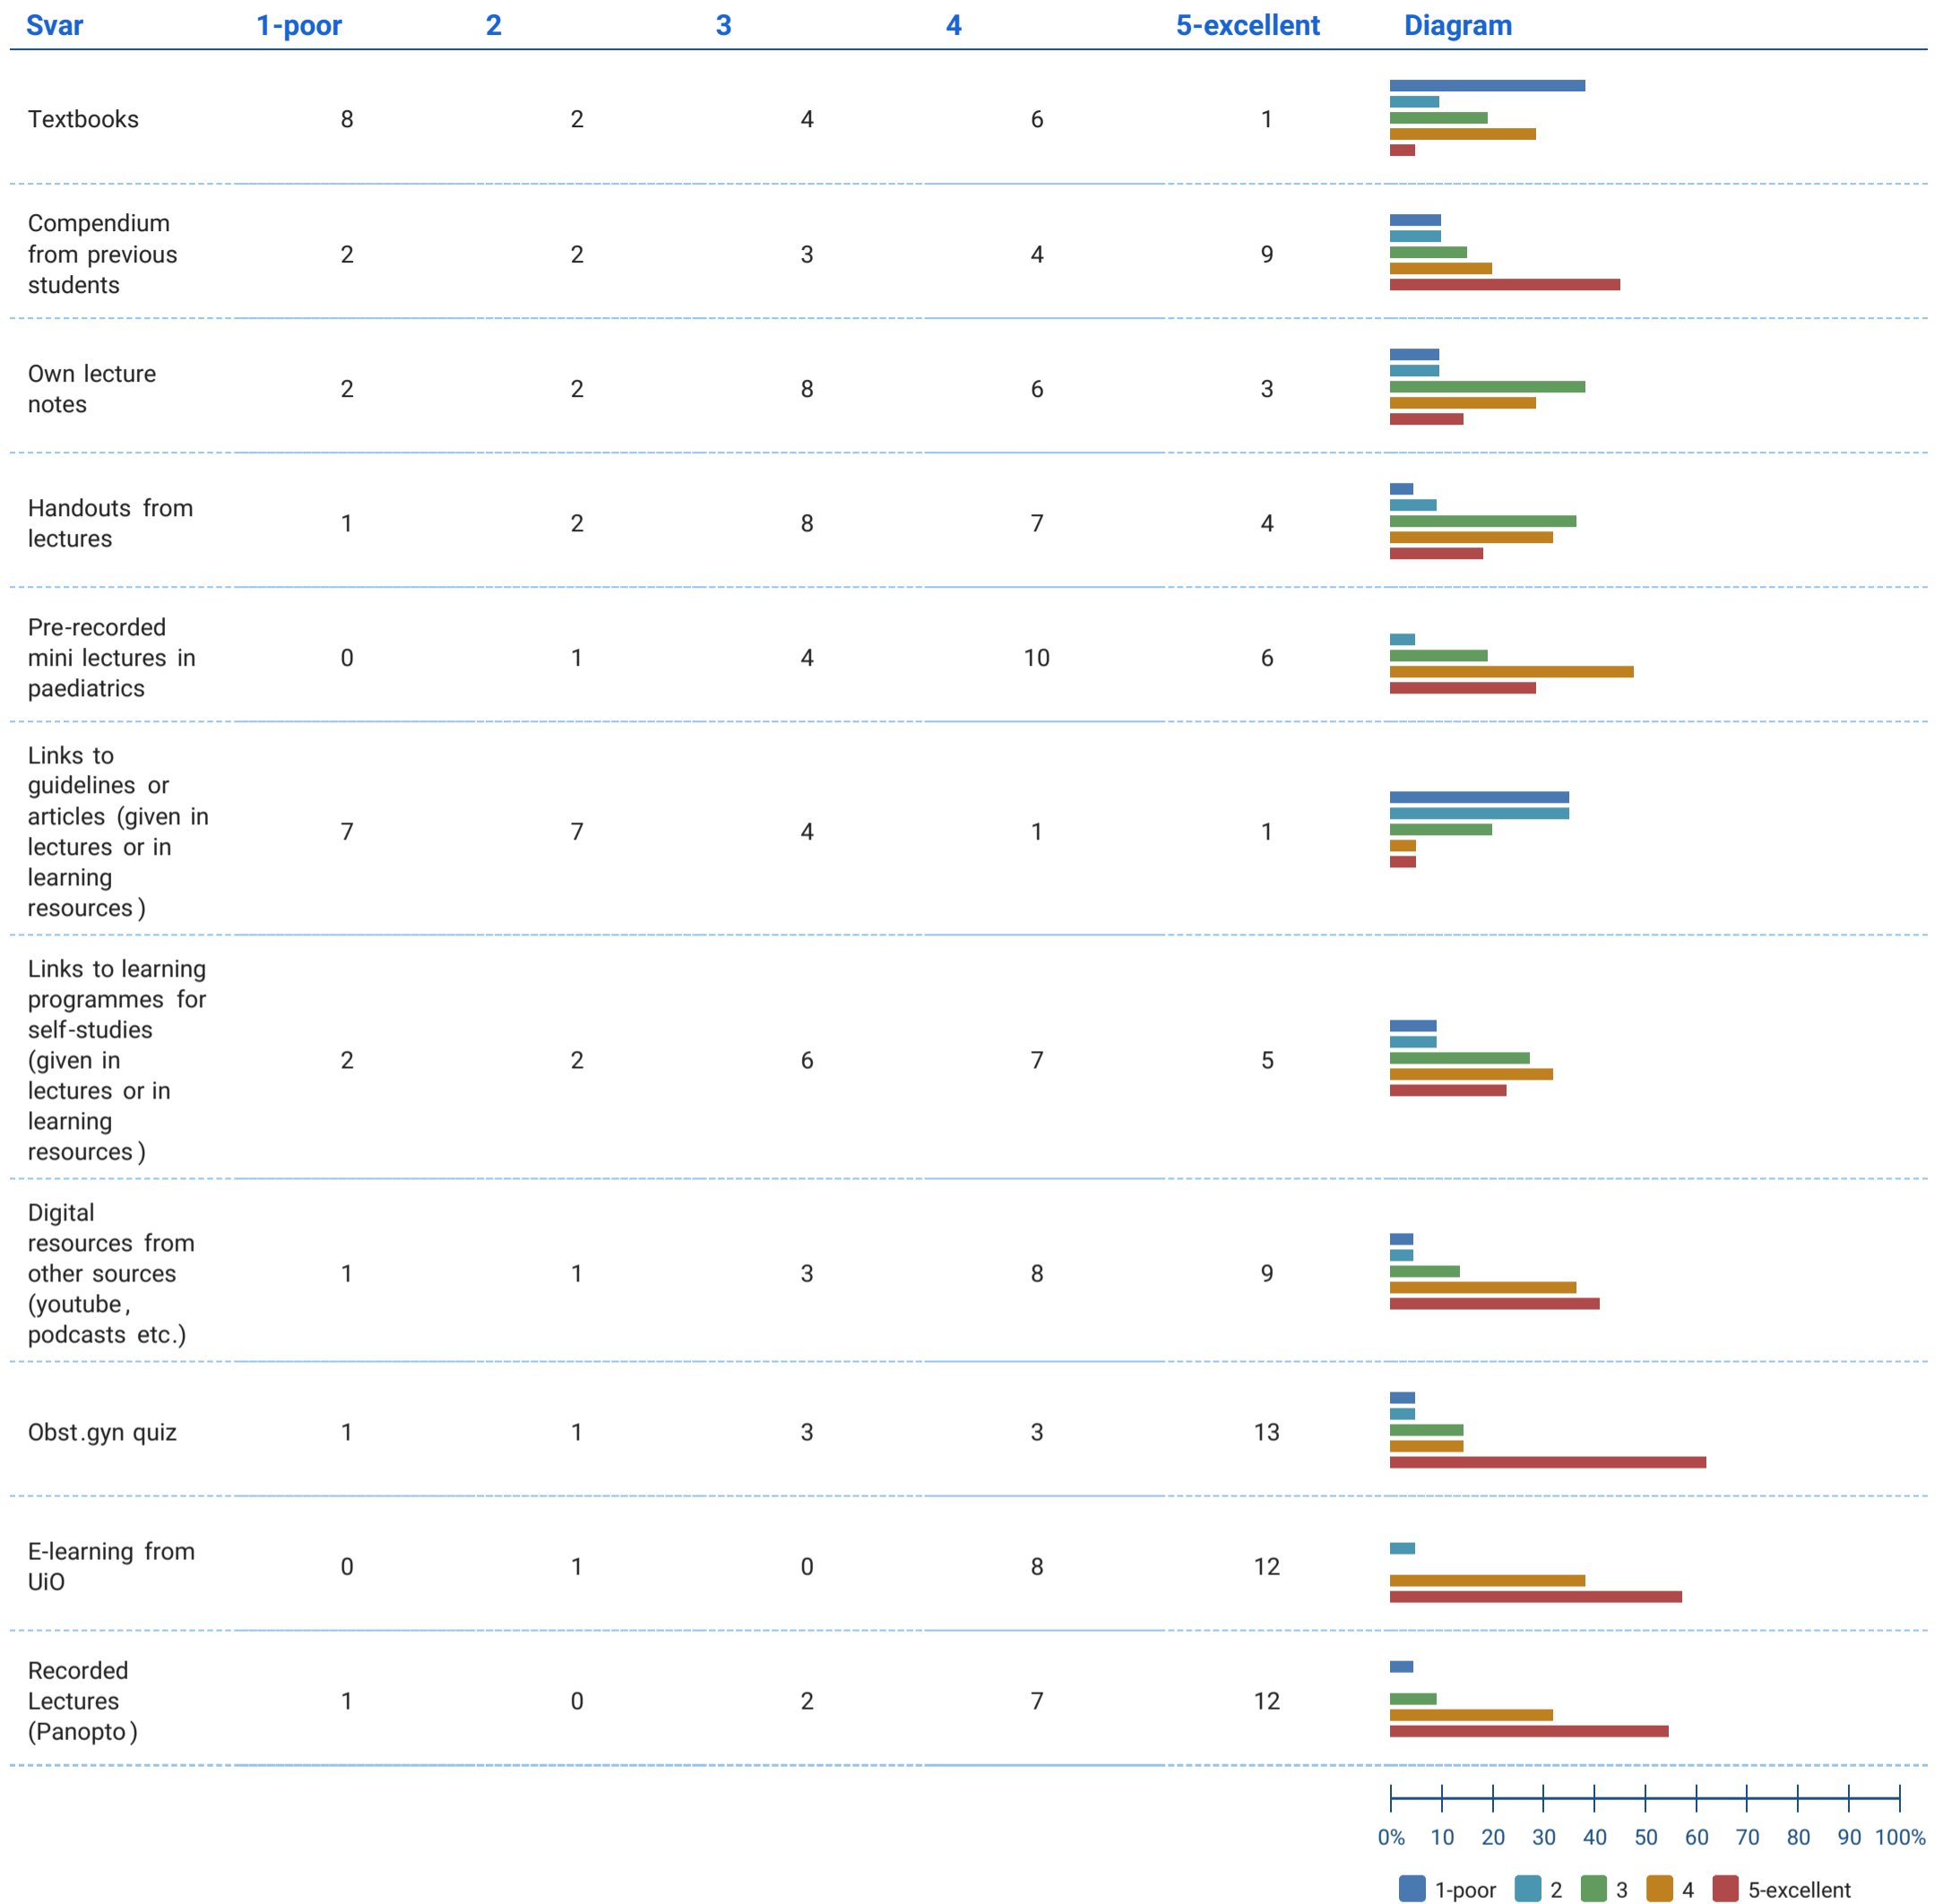 Svar 1-poor 2 3 4 5-excellent Diagram
Textbooks 8 2 4 6 1
Compendium
from previous
students 2 2 3 4 9
Own lecture
notes 2 2 8 6 3
Handouts from
lectures 1 2 8 7 4
Pre-recorded
mini lectures in
paediatrics 0 1 4 10 6
Links to
guidelines or
articles (given in
lectures or in
learning
resources) 7 7 4 1 1
Links to learning
programmes for
self-studies
(given in
lectures or in
learning
resources) 2 2 6 7 5
Digital
resources from
other sources
(youtube,
podcasts etc.) 1 1 3 8 9
Obst.gyn quiz 1 1 3 3 13
E-learning from
UiO 0 1 0 8 12
Recorded
Lectures
(Panopto) 1 0 2 7 12
0% 10 20 30 40 50 60 70 80 90 100%
1-poor 2 3 4 5-excellent